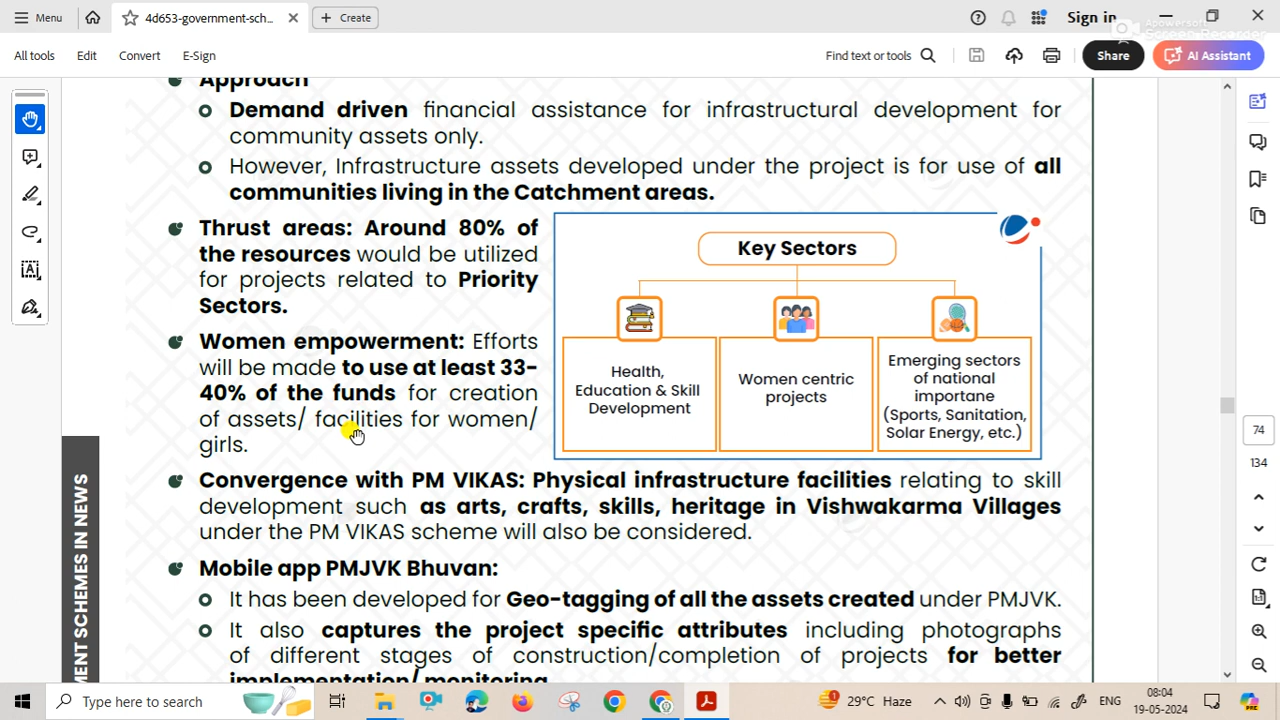 Menu
4d653-government-sch...
Create
Sign in
Apowersoft
Screen Recorder
All tools
Edit
Convert
E-Sign
Find text or tools
Share
AI Assistant
Approach
Demand driven financial assistance for infrastructural development for
community assets only.
However, Infrastructure assets developed under the project is for use of all
communities living in the Catchment areas.
Thrust areas: Around 80% of
the resources would be utilized
for projects related to Priority
Sectors.
Women empowerment: Efforts
will be made to use at least 33-
40% of the funds for creation
of assets/ facilities for women/
girls.
Key Sectors
Health,
Education & Skill
Development
Women centric
projects
Emerging sectors
of national
importane
(Sports, Sanitation,
Solar Energy, etc.)
Convergence with PM VIKAS: Physical infrastructure facilities relating to skill
development such as arts, crafts, skills, heritage in Vishwakarma Villages
under the PM VIKAS scheme will also be considered.
Mobile app PMJVK Bhuvan:
It has been developed for Geo-tagging of all the assets created under PMJVK.
It also captures the project specific attributes including photographs
of different stages of construction/completion of projects for better
implementation/ monitoring.
MENT SCHEMES IN NEWS
74
134
Type here to search
29°C Haze
ENG
08:04
19-05-2024
PRE